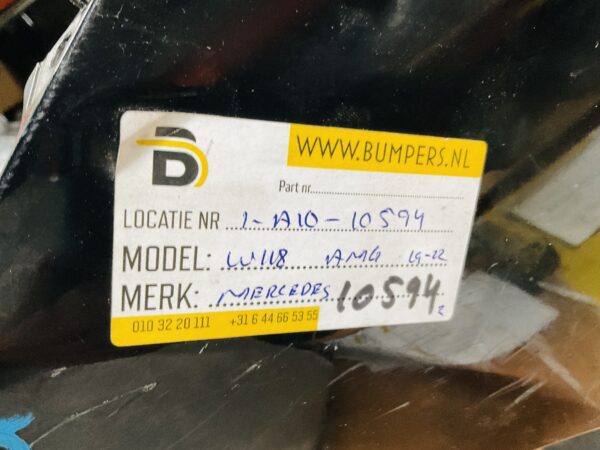 B
WWW.BUMPERS.NL
Part nr.
LOCATIE NR 1-A10-10594
MODEL: W118 AMG 19-22
MERK: MERCEDES 10594
010 32 20 111 +31 6 44 66 53 55